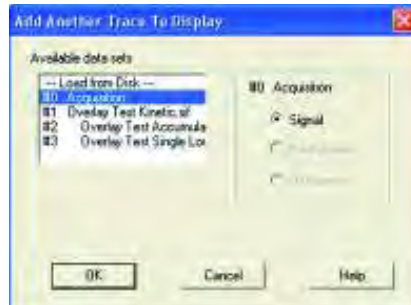 Add Another Trace To Display
Available data sets
--- Load from Disk ---
#0 Acquisition
#1 Overlay Test Kinetic.sif
#2 Overlay Test Accumula
#3 Overlay Test Single Lor
#0 Acquisition
Signal
OK
Cancel
Help